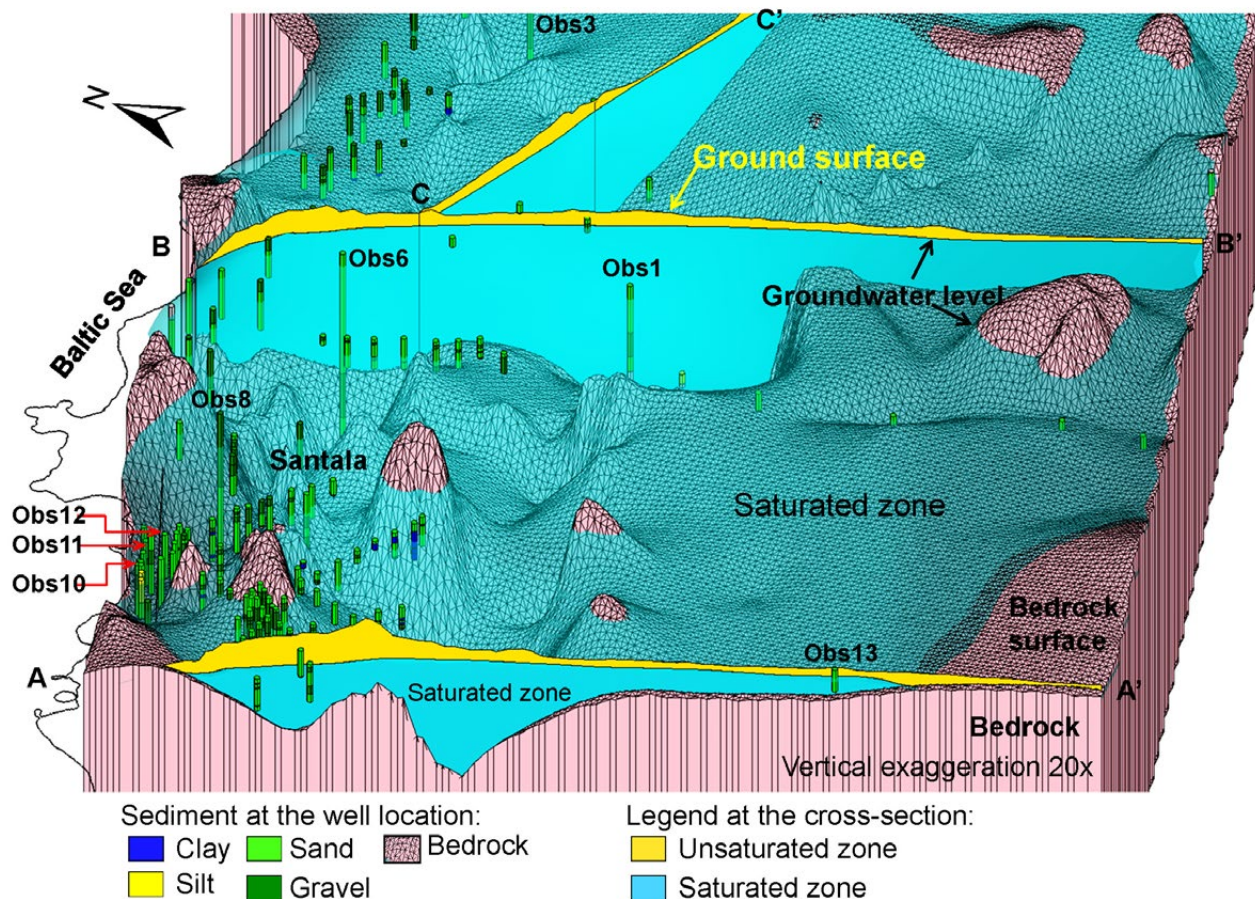 C'
Obs3
N
Ground surface
C
B
Obs6
Obs1
B'
Groundwater level
Baltic Sea
Obs8
Santala
Saturated zone
Obs12
Obs11
Obs10
Bedrock
surface
Obs13
A
Saturated zone
A'
Bedrock
Vertical exaggeration 20x
Sediment at the well location:
Clay
Sand
Bedrock
Silt
Gravel
Legend at the cross-section:
Unsaturated zone
Saturated zone